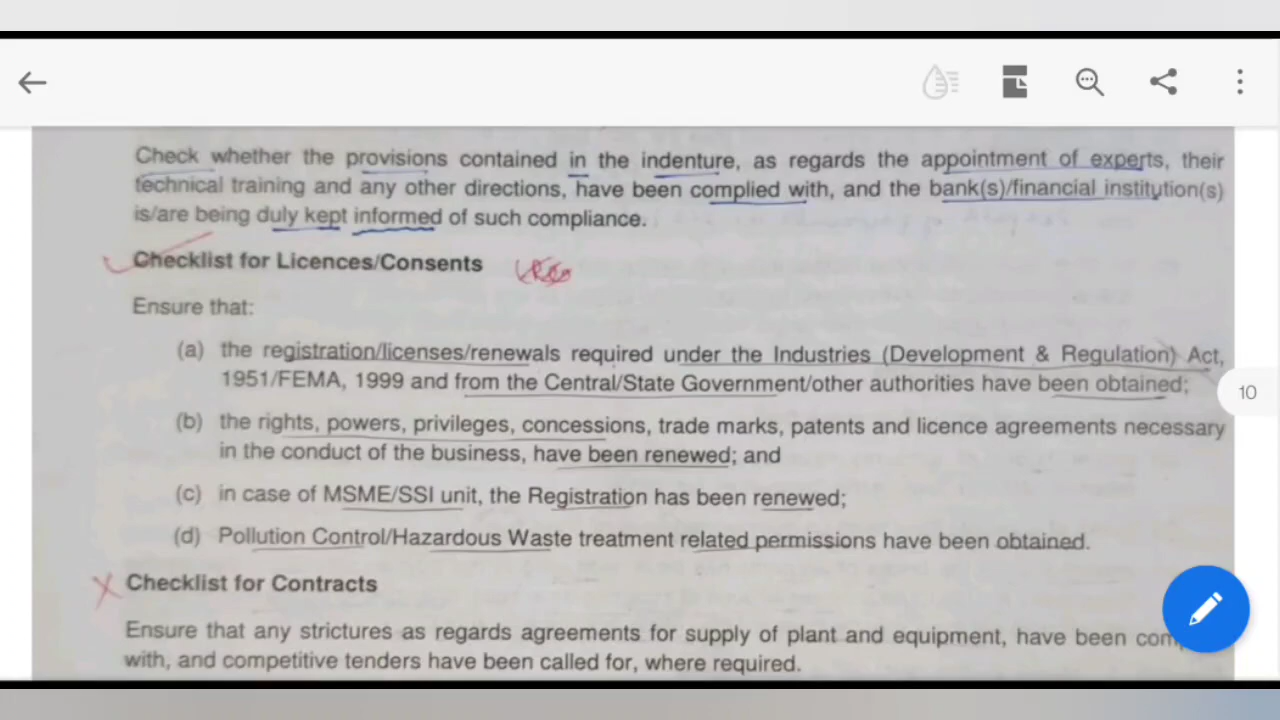 Check whether the provisions contained in the indenture, as regards the appointment of experts, their
technical training and any other directions, have been complied with, and the bank(s)/financial institution(s)
is/are being duly kept informed of such compliance.
Checklist for Licences/Consents
Ensure that:
(a) the registration/licenses/renewals required under the Industries (Development & Regulation) Act,
1951/FEMA, 1999 and from the Central/State Government/other authorities have been obtained;
10
(b) the rights, powers, privileges, concessions, trade marks, patents and licence agreements necessary
in the conduct of the business, have been renewed; and
(c) in case of MSME/SSI unit, the Registration has been renewed;
(d) Pollution Control/Hazardous Waste treatment related permissions have been obtained.
Checklist for Contracts
Ensure that any strictures as regards agreements for supply of plant and equipment, have been com
with, and competitive tenders have been called for, where required.